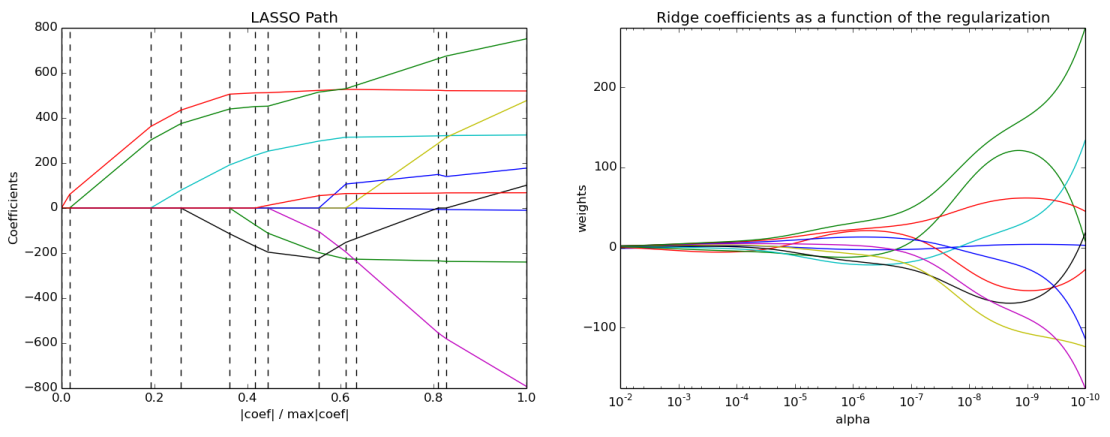 LASSO Path
800
600
400
200
0
−200
−400
−600
−800
Coefficients
0.0 0.2 0.4 0.6 0.8 1.0
|coef| / max|coef|
Ridge coefficients as a function of the regularization
200
100
0
−100
weights
10⁻² 10⁻³ 10⁻⁴ 10⁻⁵ 10⁻⁶ 10⁻⁷ 10⁻⁸ 10⁻⁹ 10⁻¹⁰
alpha